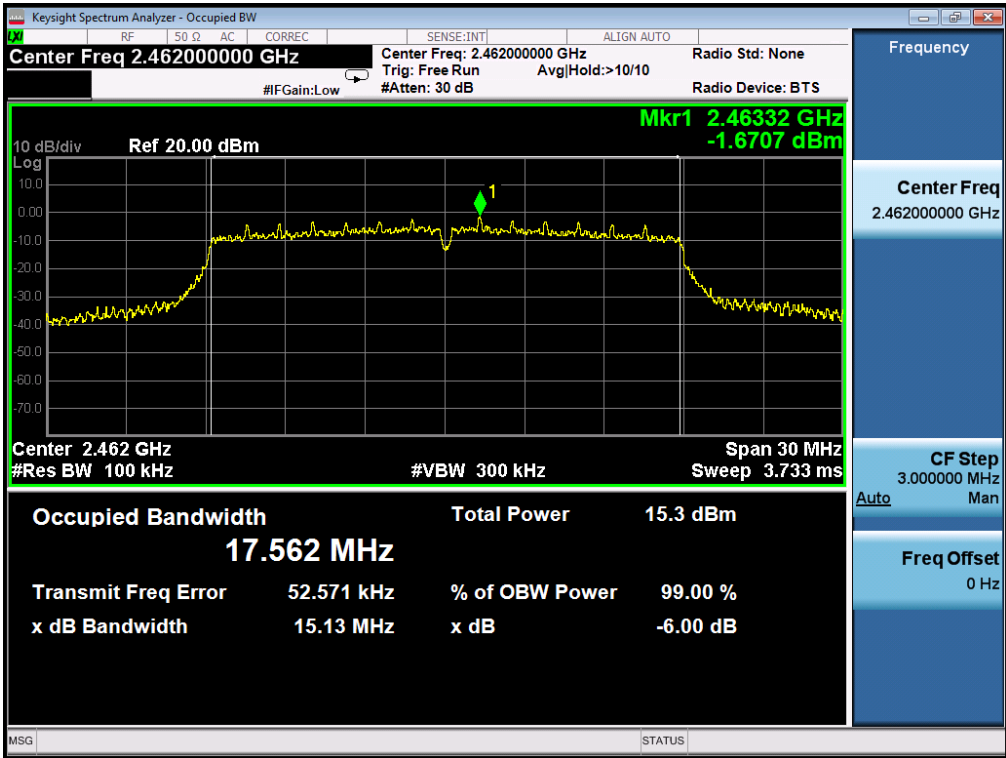 Keysight Spectrum Analyzer - Occupied BW
LXI RF 50 Ω AC CORREC SENSE:INT ALIGN AUTO
Center Freq 2.462000000 GHz
#IFGain:Low
Center Freq: 2.462000000 GHz
Trig: Free Run Avg|Hold:>10/10
#Atten: 30 dB
Radio Std: None
Radio Device: BTS
Mkr1 2.46332 GHz
-1.6707 dBm
10 dB/div Ref 20.00 dBm
Log
10.0
0.00
-10.0
-20.0
-30.0
-40.0
-50.0
-60.0
-70.0
1
Center 2.462 GHz Span 30 MHz
#Res BW 100 kHz #VBW 300 kHz Sweep 3.733 ms
Occupied Bandwidth Total Power 15.3 dBm
17.562 MHz
Transmit Freq Error 52.571 kHz % of OBW Power 99.00 %
x dB Bandwidth 15.13 MHz x dB -6.00 dB
Frequency
Center Freq
2.462000000 GHz
CF Step
3.000000 MHz
Auto Man
Freq Offset
0 Hz
MSG STATUS